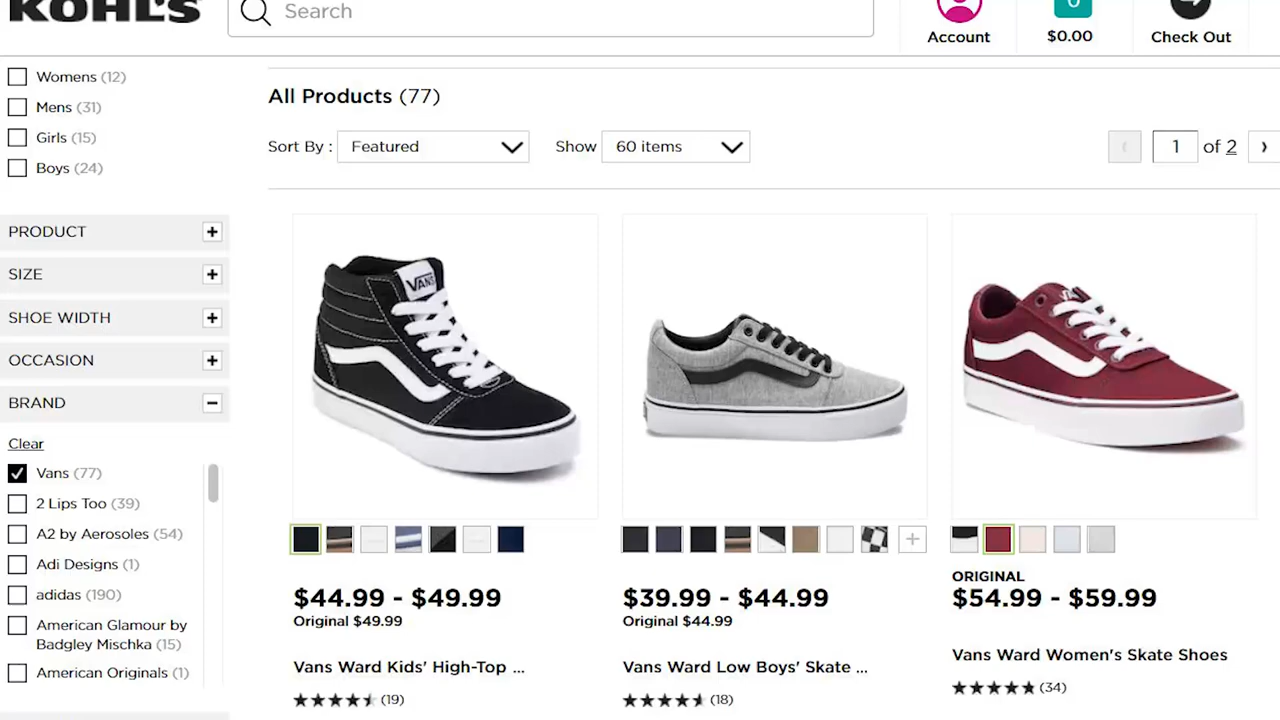 KOHL'S
Search
0
Account
$0.00
Check Out
Womens (12)
Mens (31)
Girls (15)
Boys (24)
PRODUCT
SIZE
SHOE WIDTH
OCCASION
BRAND
Clear
Vans (77)
2 Lips Too (39)
A2 by Aerosoles (54)
Adi Designs (1)
adidas (190)
American Glamour by
Badgley Mischka (15)
American Originals (1)
All Products (77)
Sort By : Featured
Show 60 items
1 of 2
VANS
$44.99 - $49.99
Original $49.99
Vans Ward Kids' High-Top ...
(19)
$39.99 - $44.99
Original $44.99
Vans Ward Low Boys' Skate ...
(18)
ORIGINAL
$54.99 - $59.99
Vans Ward Women's Skate Shoes
(34)